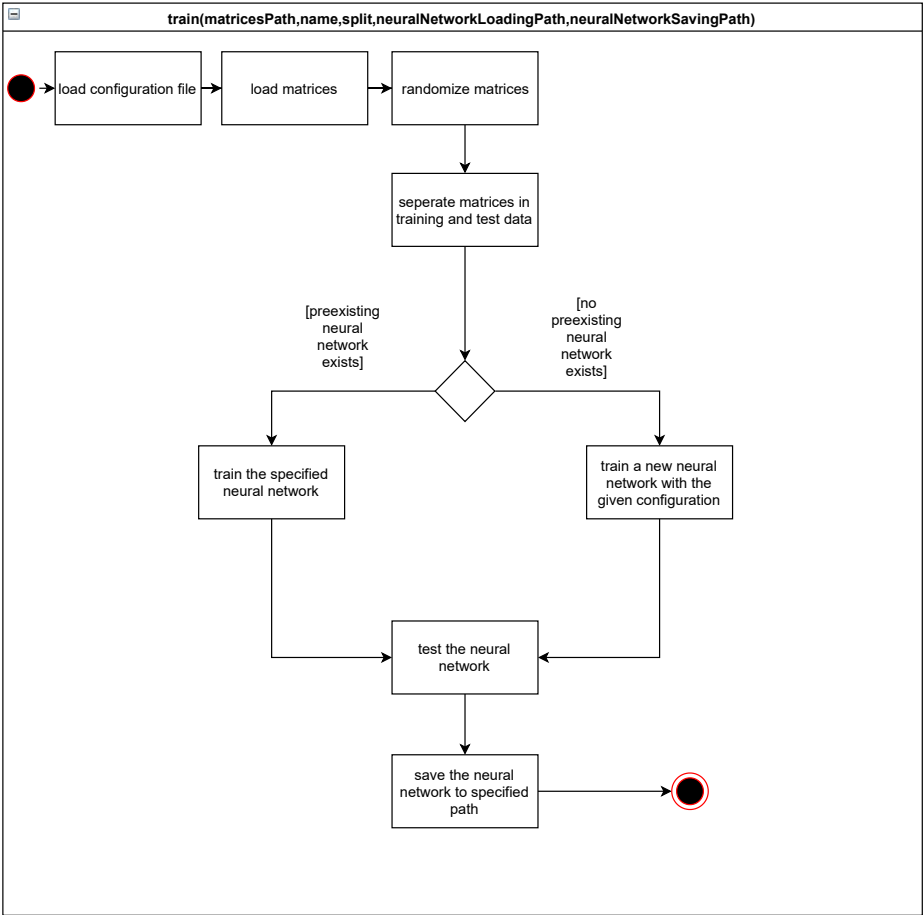 train(matricesPath,name,split,neuralNetworkLoadingPath,neuralNetworkSavingPath)
load configuration file
load matrices
randomize matrices
seperate matrices in
training and test data
[preexisting
neural
network
exists]
[no
preexisting
neural
network
exists]
train the specified
neural network
train a new neural
network with the
given configuration
test the neural
network
save the neural
network to specified
path